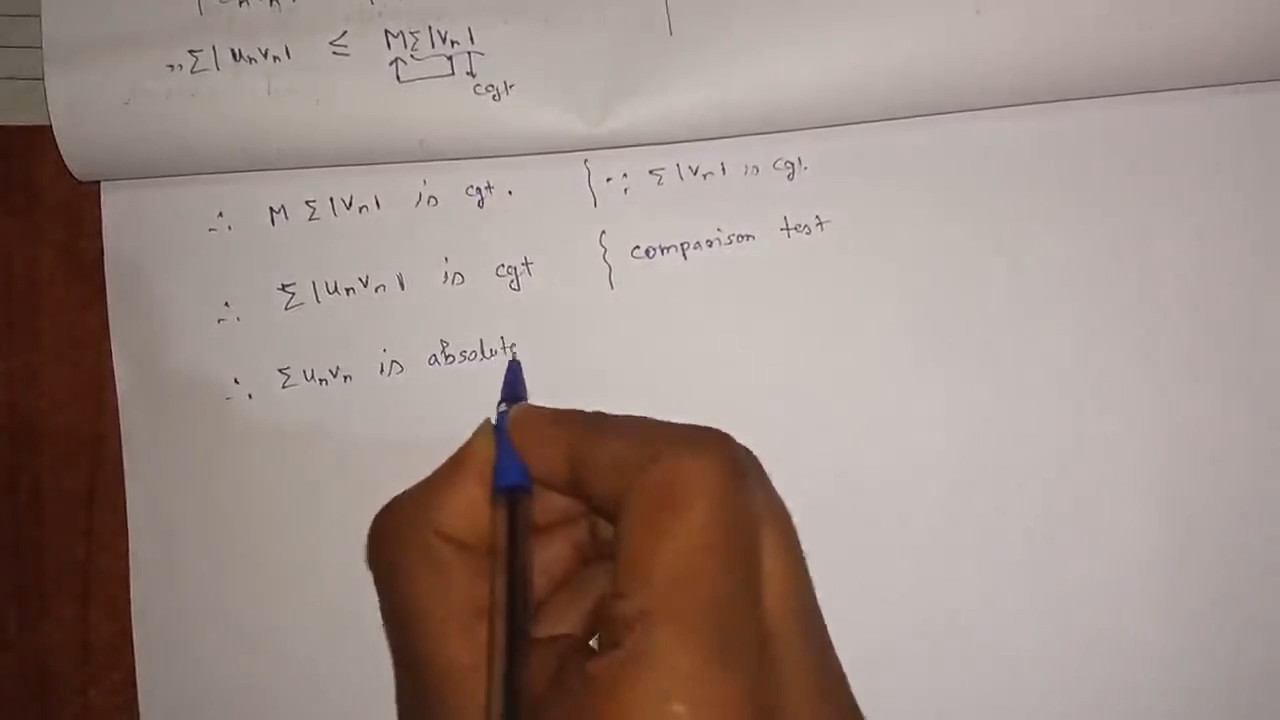 ,, Σ|uₙvₙ| ≤ MΣ|vₙ|
cgt
∴ M Σ|vₙ| is cgt. { ∵ Σ|vₙ| is cgt.
∴ Σ|uₙvₙ| is cgt { comparison test
∴ Σuₙvₙ is absolute